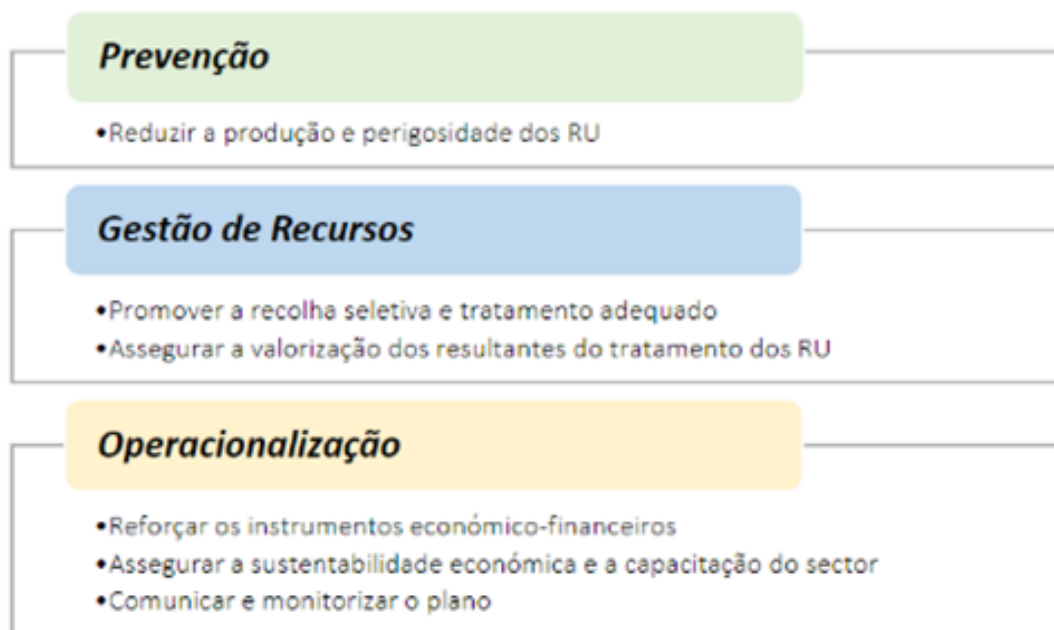 Prevenção
•Reduzir a produção e perigosidade dos RU
Gestão de Recursos
•Promover a recolha seletiva e tratamento adequado
•Assegurar a valorização dos resultantes do tratamento dos RU
Operacionalização
•Reforçar os instrumentos económico-financeiros
•Assegurar a sustentabilidade económica e a capacitação do sector
•Comunicar e monitorizar o plano